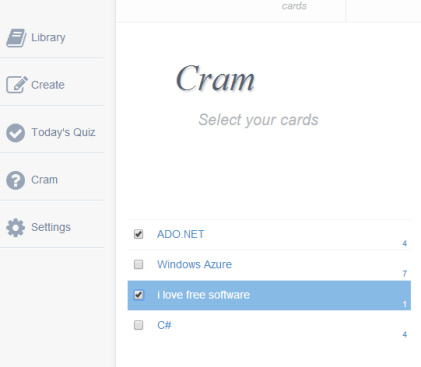 cards
Library
Create
Today's Quiz
Cram
Settings
Cram
Select your cards
ADO.NET
4
Windows Azure
7
i love free software
1
C#
4